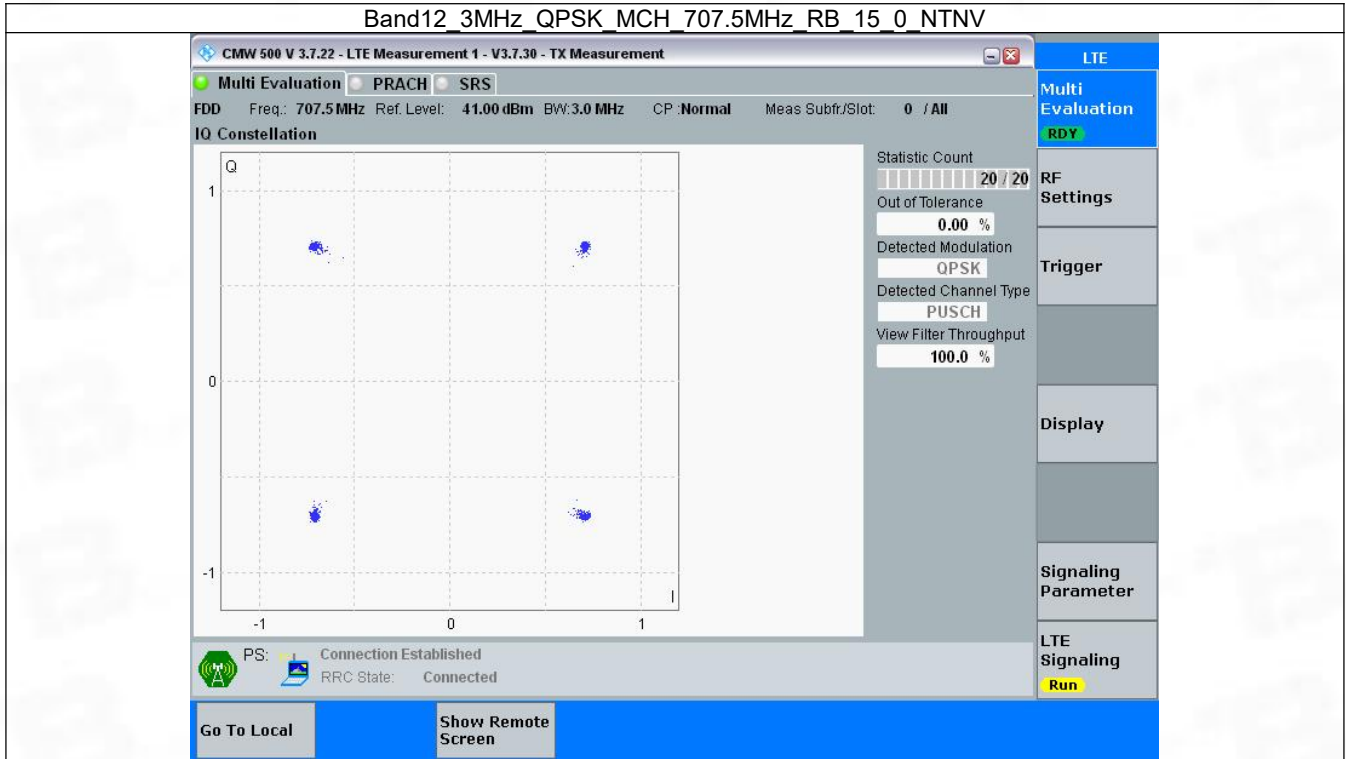 Band12_3MHz_QPSK_MCH_707.5MHz_RB_15_0_NTNV
CMW 500 V 3.7.22 - LTE Measurement 1 - V3.7.30 - TX Measurement
LTE
Multi Evaluation PRACH SRS
Multi
Evaluation
RDY
FDD Freq.: 707.5 MHz Ref. Level: 41.00 dBm BW:3.0 MHz CP :Normal Meas Subfr./Slot: 0 / All
IQ Constellation
Q
1
0
-1
I
-1 0 1
Statistic Count
20 / 20
Out of Tolerance
0.00 %
Detected Modulation
QPSK
Detected Channel Type
PUSCH
View Filter Throughput
100.0 %
RF
Settings
Trigger
Display
Signaling
Parameter
LTE
Signaling
Run
PS: Connection Established
RRC State: Connected
Go To Local
Show Remote
Screen